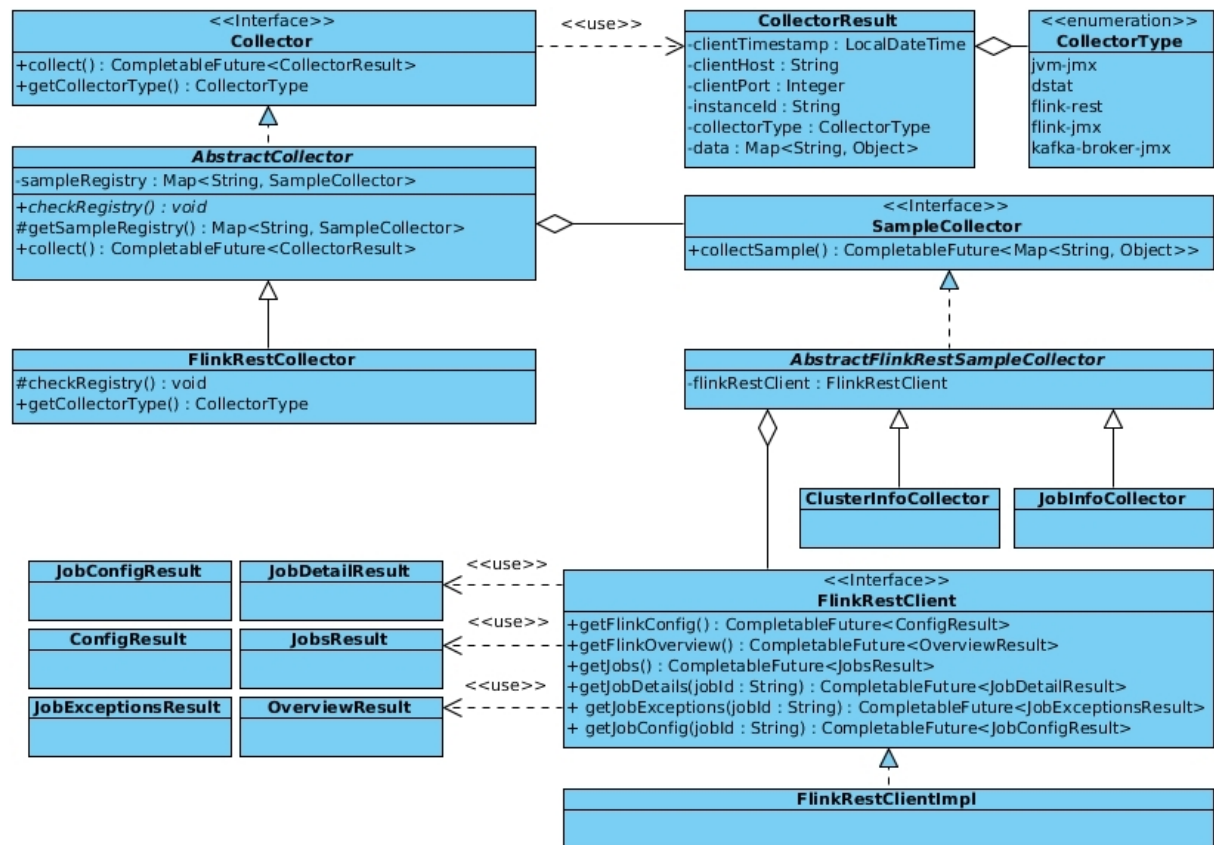 <<Interface>>
Collector
+collect() : CompletableFuture<CollectorResult>
+getCollectorType() : CollectorType
<<use>>
CollectorResult
-clientTimestamp : LocalDateTime
-clientHost : String
-clientPort : Integer
-instanceId : String
-collectorType : CollectorType
-data : Map<String, Object>
<<enumeration>>
CollectorType
jvm-jmx
dstat
flink-rest
flink-jmx
kafka-broker-jmx
AbstractCollector
-sampleRegistry : Map<String, SampleCollector>
+checkRegistry() : void
#getSampleRegistry() : Map<String, SampleCollector>
+collect() : CompletableFuture<CollectorResult>
<<Interface>>
SampleCollector
+collectSample() : CompletableFuture<Map<String, Object>>
FlinkRestCollector
#checkRegistry() : void
+getCollectorType() : CollectorType
AbstractFlinkRestSampleCollector
-flinkRestClient : FlinkRestClient
ClusterInfoCollector
JobInfoCollector
JobConfigResult
JobDetailResult
<<use>>
ConfigResult
JobsResult
<<use>>
JobExceptionsResult
OverviewResult
<<use>>
<<Interface>>
FlinkRestClient
+getFlinkConfig() : CompletableFuture<ConfigResult>
+getFlinkOverview() : CompletableFuture<OverviewResult>
+getJobs() : CompletableFuture<JobsResult>
+getJobDetails(jobId : String) : CompletableFuture<JobDetailResult>
+ getJobExceptions(jobId : String) : CompletableFuture<JobExceptionsResult>
+ getJobConfig(jobId : String) : CompletableFuture<JobConfigResult>
FlinkRestClientImpl